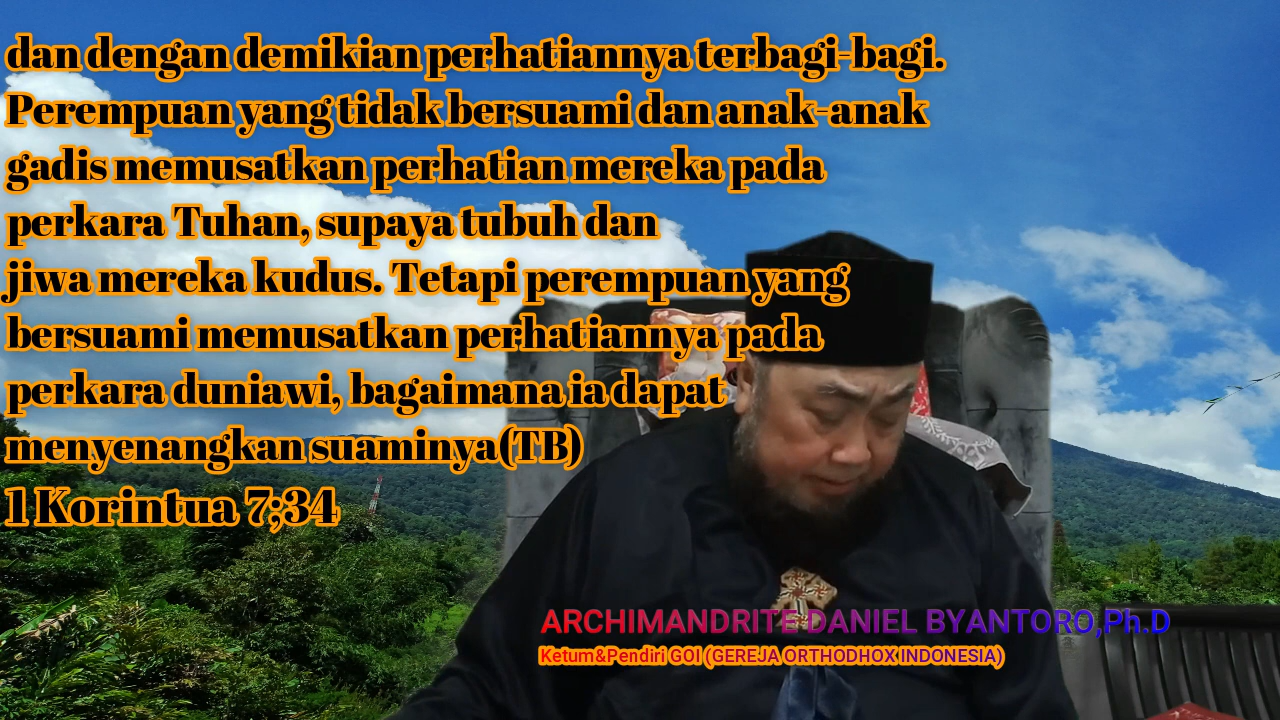 dan dengan demikian perhatiannya terbagi-bagi.
Perempuan yang tidak bersuami dan anak-anak
gadis memusatkan perhatian mereka pada
perkara Tuhan, supaya tubuh dan
jiwa mereka kudus. Tetapi perempuan yang
bersuami memusatkan perhatiannya pada
perkara duniawi, bagaimana ia dapat
menyenangkan suaminya(TB)
1 Korintua 7;34
ARCHIMANDRITE DANIEL BYANTORO,Ph.D
Ketum&Pendiri GOI (GEREJA ORTHODHOX INDONESIA)